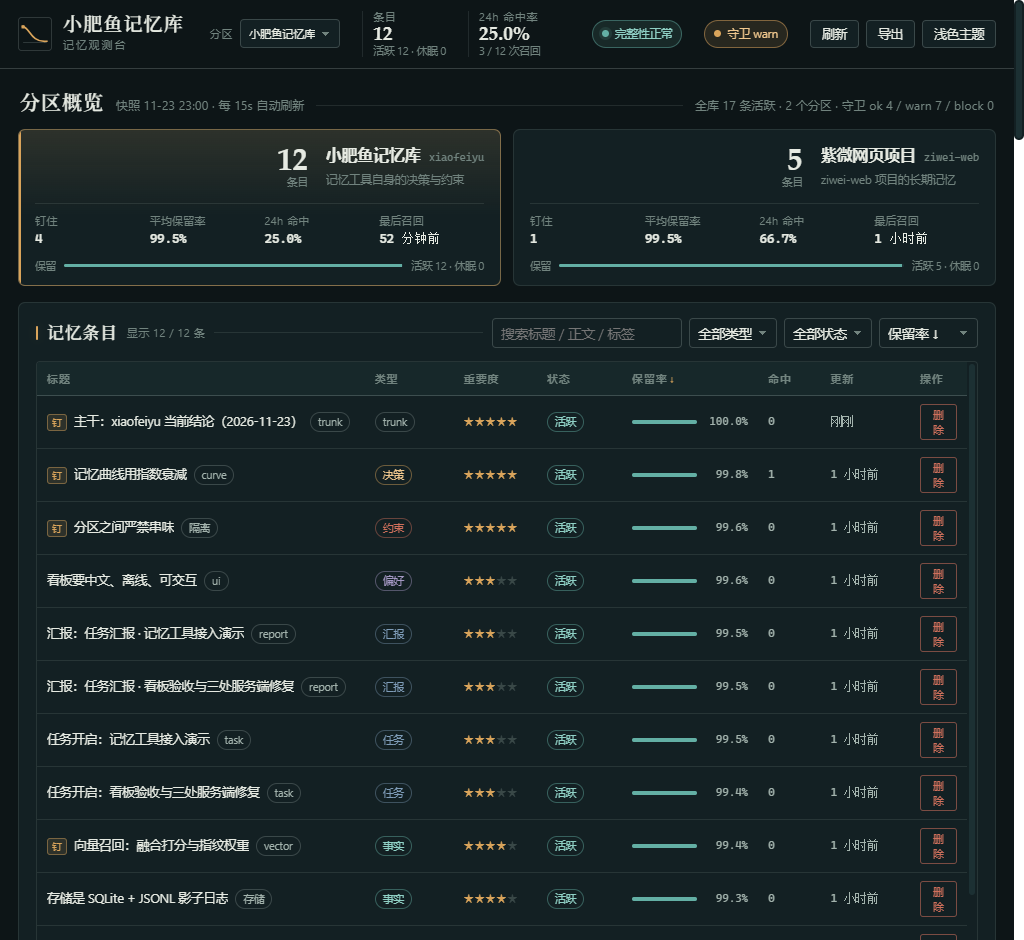 小肥鱼记忆库
记忆观测台
分区 小肥鱼记忆库
条目
12
活跃 12 · 休眠 0
24h 命中率
25.0%
3 / 12 次召回
完整性正常
守卫 warn
刷新
导出
浅色主题
分区概览 快照 11-23 23:00 · 每 15s 自动刷新
全库 17 条活跃 · 2 个分区 · 守卫 ok 4 / warn 7 / block 0
12
条目
小肥鱼记忆库 xiaofeiyu
记忆工具自身的决策与约束
钉住 平均保留率 24h 命中 最后召回
4 99.5% 25.0% 52 分钟前
保留 活跃 12 · 休眠 0
5
条目
紫微网页项目 ziwei-web
ziwei-web 项目的长期记忆
钉住 平均保留率 24h 命中 最后召回
1 99.5% 66.7% 1 小时前
保留 活跃 5 · 休眠 0
记忆条目 显示 12 / 12 条
搜索标题 / 正文 / 标签
全部类型
全部状态
保留率 ↓
标题 类型 重要度 状态 保留率 ↓ 命中 更新 操作
钉 主干：xiaofeiyu 当前结论（2026-11-23） trunk trunk ★★★★★ 活跃 100.0% 0 刚刚 删除
钉 记忆曲线用指数衰减 curve 决策 ★★★★★ 活跃 99.8% 1 1 小时前 删除
钉 分区之间严禁串味 隔离 约束 ★★★★★ 活跃 99.6% 0 1 小时前 删除
看板要中文、离线、可交互 ui 偏好 ★★★★★ 活跃 99.6% 0 1 小时前 删除
汇报：任务汇报 · 记忆工具接入演示 report 汇报 ★★★★★ 活跃 99.5% 0 1 小时前 删除
汇报：任务汇报 · 看板验收与三处服务端修复 report 汇报 ★★★★★ 活跃 99.5% 0 1 小时前 删除
任务开启：记忆工具接入演示 task 任务 ★★★★★ 活跃 99.5% 0 1 小时前 删除
任务开启：看板验收与三处服务端修复 task 任务 ★★★★★ 活跃 99.4% 0 1 小时前 删除
钉 向量召回：融合打分与指纹权重 vector 事实 ★★★★★ 活跃 99.4% 0 1 小时前 删除
存储是 SQLite + JSONL 影子日志 存储 事实 ★★★★★ 活跃 99.3% 0 1 小时前 删除